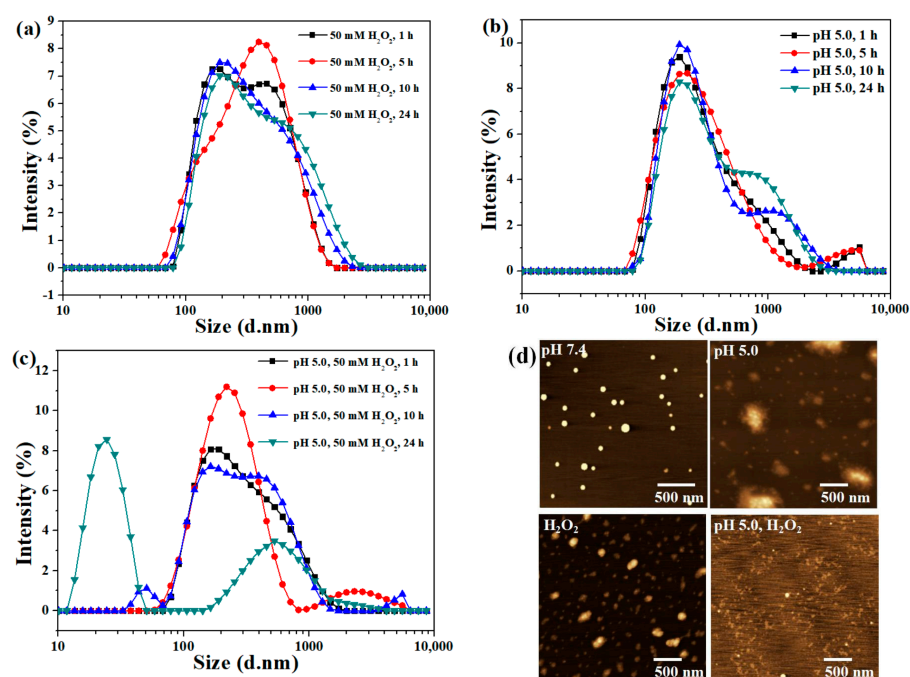 (a)
50 mM H₂O₂, 1 h
50 mM H₂O₂, 5 h
50 mM H₂O₂, 10 h
50 mM H₂O₂, 24 h
Intensity (%)
9
8
7
6
5
4
3
2
1
0
-1
10
100
1000
10,000
Size (d.nm)
(b)
pH 5.0, 1 h
pH 5.0, 5 h
pH 5.0, 10 h
pH 5.0, 24 h
Intensity (%)
10
8
6
4
2
0
10
100
1000
10,000
Size (d.nm)
(c)
pH 5.0, 50 mM H₂O₂, 1 h
pH 5.0, 50 mM H₂O₂, 5 h
pH 5.0, 50 mM H₂O₂, 10 h
pH 5.0, 50 mM H₂O₂, 24 h
Intensity (%)
10
8
6
4
2
0
10
100
1000
10,000
Size (d.nm)
(d)
pH 7.4
500 nm
pH 5.0
500 nm
H₂O₂
500 nm
pH 5.0, H₂O₂
500 nm